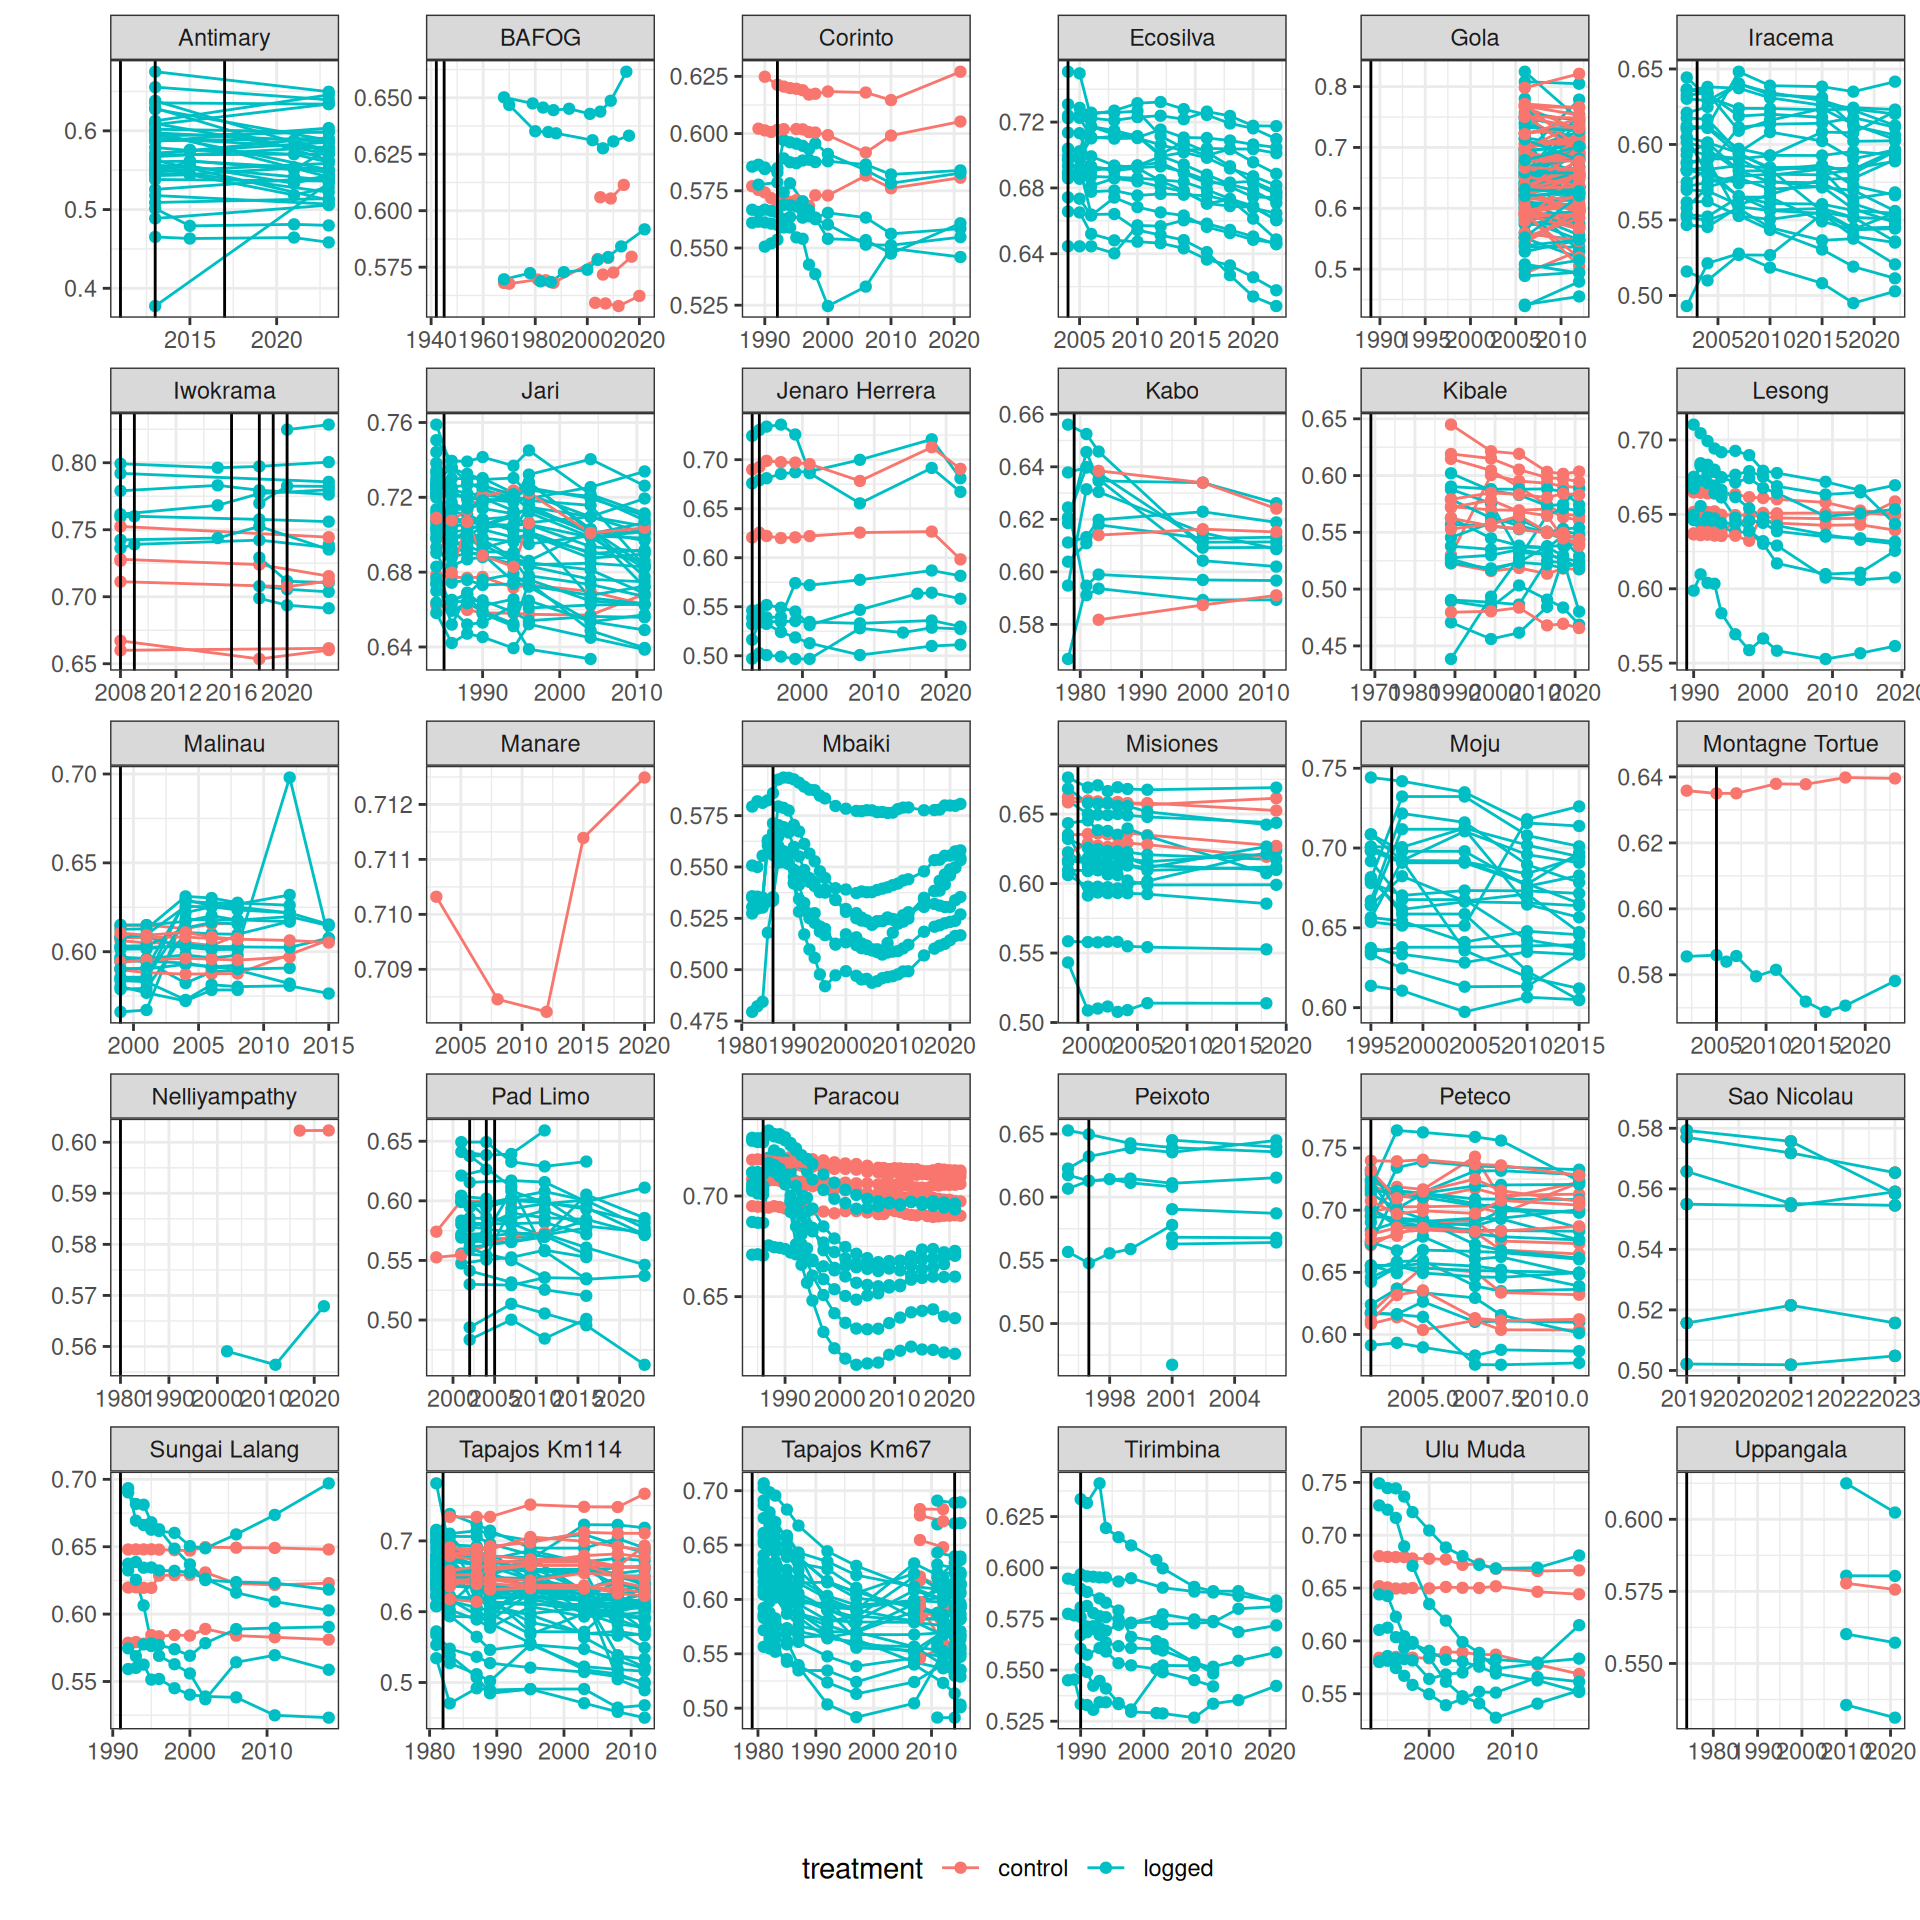 Antimary BAFOG Corinto Ecosilva Gola Iracema
0.6 0.5 0.4
2015 2020
0.650 0.625 0.600 0.575
1940 1960 1980 2000 2020
0.625 0.600 0.575 0.550 0.525
1990 2000 2010 2020
0.72 0.68 0.64
2005 2010 2015 2020
0.8 0.7 0.6 0.5
1990 1995 2000 2005 2010
0.65 0.60 0.55 0.50
2005 2010 2015 2020
Iwokrama Jari Jenaro Herrera Kabo Kibale Lesong
0.80 0.75 0.70 0.65
2008 2012 2016 2020
0.76 0.72 0.68 0.64
1990 2000 2010
0.70 0.65 0.60 0.55 0.50
2000 2010 2020
0.66 0.64 0.62 0.60 0.58
1980 1990 2000 2010
0.65 0.60 0.55 0.50 0.45
1970 1980 1990 2000 2010 2020
0.70 0.65 0.60 0.55
1990 2000 2010 2020
Malinau Manare Mbaiki Misiones Moju Montagne Tortue
0.70 0.65 0.60
2000 2005 2010 2015
0.712 0.711 0.710 0.709
2005 2010 2015 2020
0.575 0.550 0.525 0.500 0.475
1980 1990 2000 2010 2020
0.65 0.60 0.55 0.50
2000 2005 2010 2015 2020
0.75 0.70 0.65 0.60
1995 2000 2005 2010 2015
0.64 0.62 0.60 0.58
2005 2010 2015 2020
Nelliyampathy Pad Limo Paracou Peixoto Peteco Sao Nicolau
0.60 0.59 0.58 0.57 0.56
1980 1990 2000 2010 2020
0.65 0.60 0.55 0.50
2000 2005 2010 2015 2020
0.70 0.65
1990 2000 2010 2020
0.65 0.60 0.55 0.50
1998 2001 2004
0.75 0.70 0.65 0.60
2005.0 2007.5 2010.0
0.58 0.56 0.54 0.52 0.50
2019 2020 2021 2022 2023
Sungai Lalang Tapajos Km114 Tapajos Km67 Tirimbina Ulu Muda Uppangala
0.70 0.65 0.60 0.55
1990 2000 2010
0.7 0.6 0.5
1980 1990 2000 2010
0.70 0.65 0.60 0.55 0.50
1980 1990 2000 2010
0.625 0.600 0.575 0.550 0.525
1990 2000 2010 2020
0.75 0.70 0.65 0.60 0.55
2000 2010
0.600 0.575 0.550
1980 1990 2000 2010 2020
treatment control logged